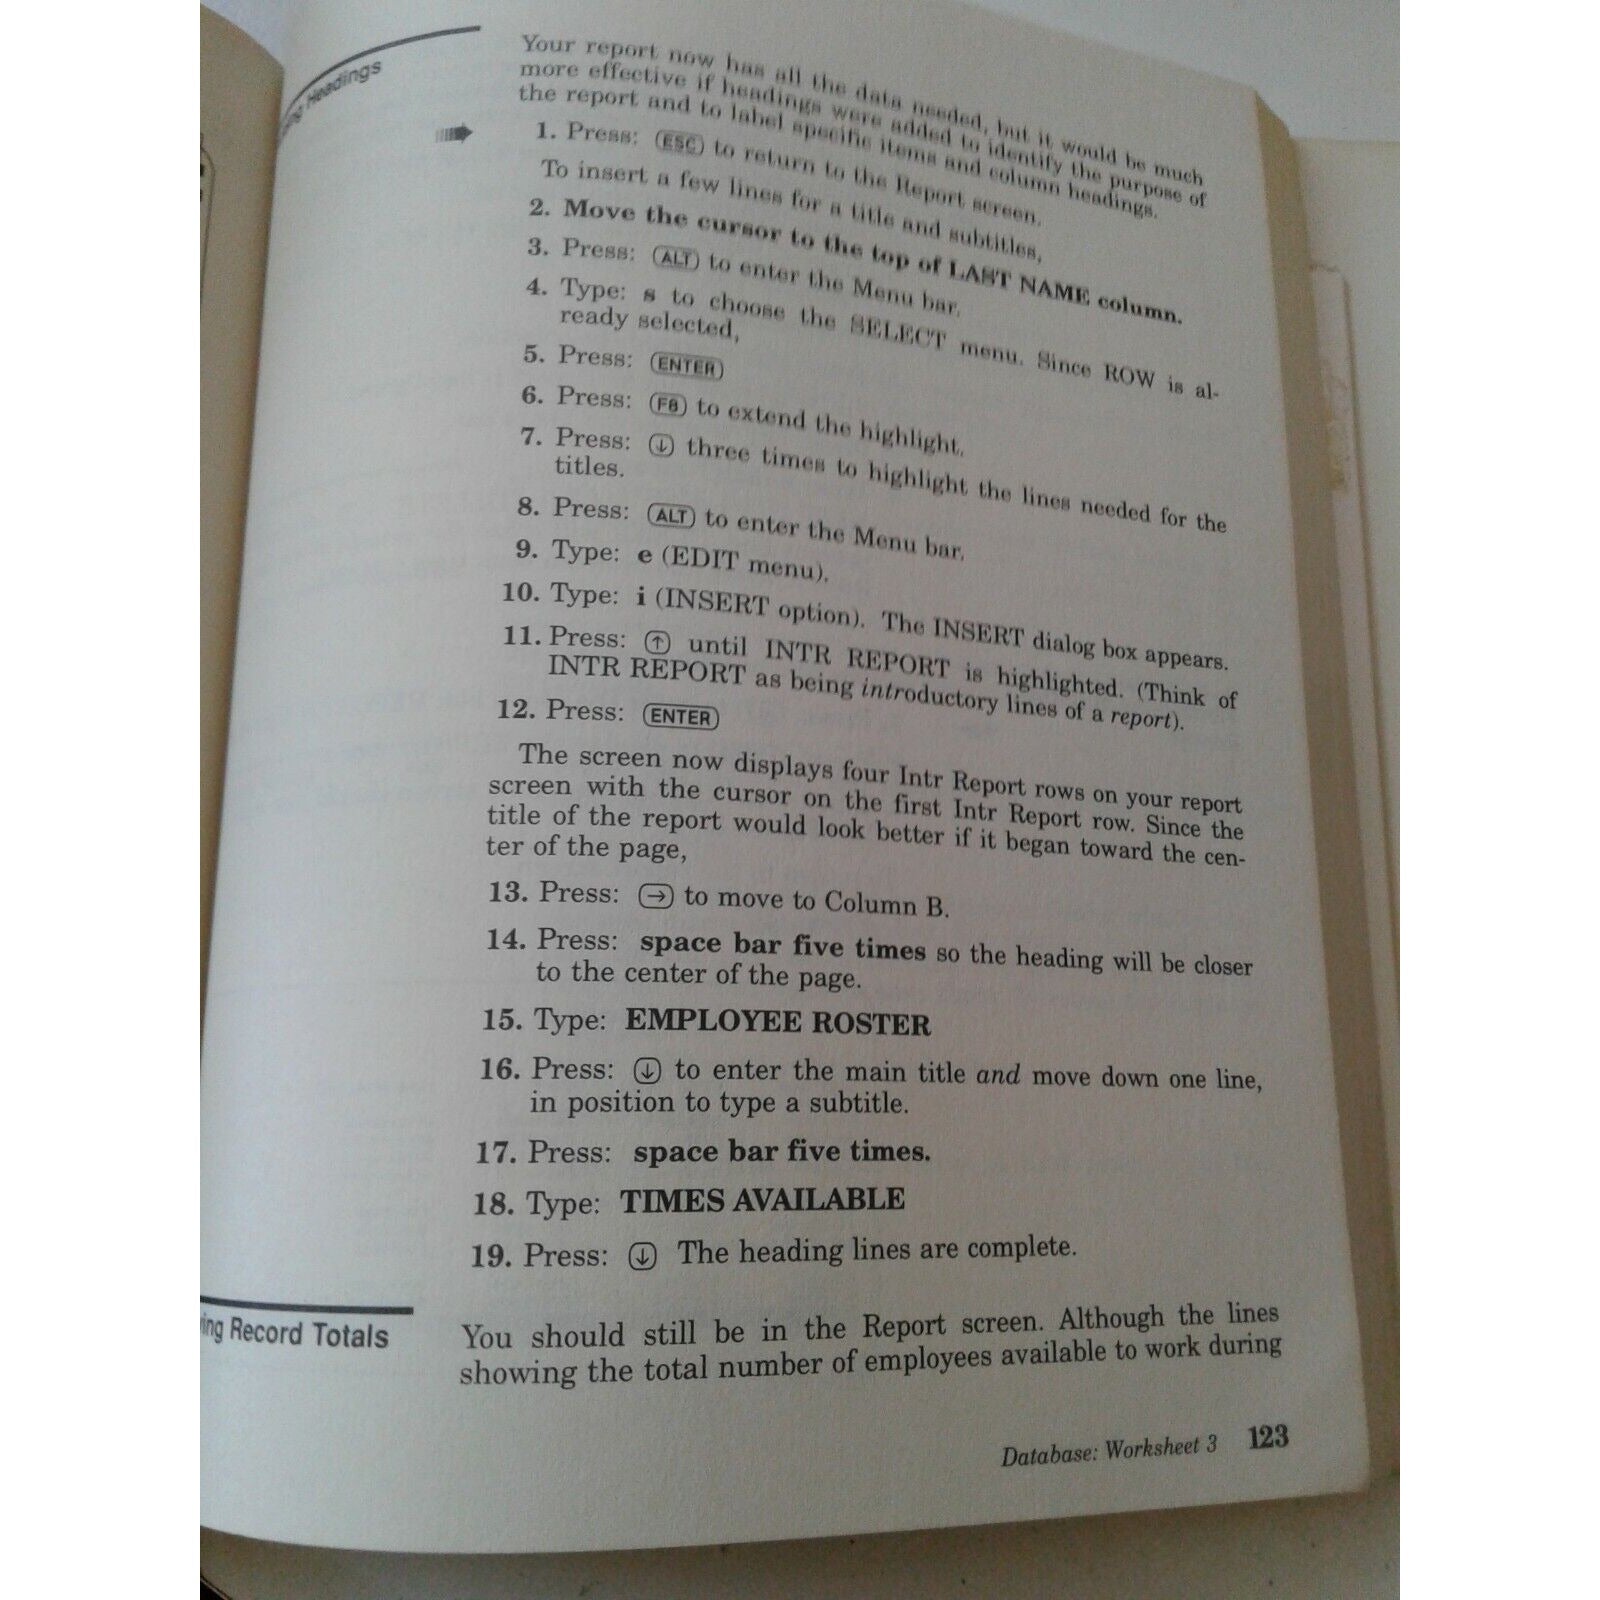 Headings
Your report now has all the data needed, but it would be much
more effective if headings were added to identify the purpose of
the report and to label specific items and column headings.
1. Press: ESC to return to the Report screen.
To insert a few lines for a title and subtitles,
2. Move the cursor to the top of LAST NAME column.
3. Press: ALT to enter the Menu bar.
4. Type: s to choose the SELECT menu. Since ROW is al-
ready selected,
5. Press: ENTER
6. Press: F8 to extend the highlight.
7. Press: ↓ three times to highlight the lines needed for the
titles.
8. Press: ALT to enter the Menu bar.
9. Type: e (EDIT menu).
10. Type: i (INSERT option). The INSERT dialog box appears.
11. Press: ↑ until INTR REPORT is highlighted. (Think of
INTR REPORT as being introductory lines of a report).
12. Press: ENTER
The screen now displays four Intr Report rows on your report
screen with the cursor on the first Intr Report row. Since the
title of the report would look better if it began toward the cen-
ter of the page,
13. Press: → to move to Column B.
14. Press: space bar five times so the heading will be closer
to the center of the page.
15. Type: EMPLOYEE ROSTER
16. Press: ↓ to enter the main title and move down one line,
in position to type a subtitle.
17. Press: space bar five times.
18. Type: TIMES AVAILABLE
19. Press: ↓ The heading lines are complete.
Record Totals
You should still be in the Report screen. Although the lines
showing the total number of employees available to work during
Database: Worksheet 3 123